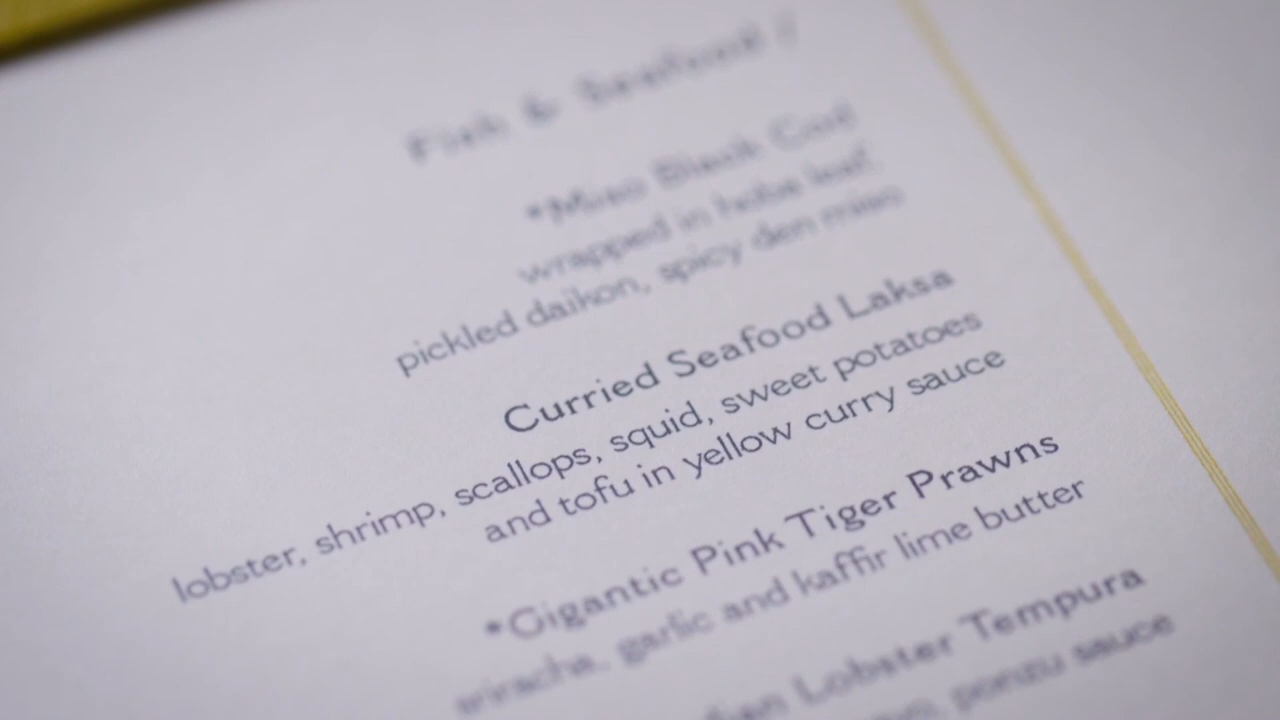 Fish & Seafood /
*Miso Black Cod
wrapped in hoba leaf,
pickled daikon, spicy den miso
Curried Seafood Laksa
lobster, shrimp, scallops, squid, sweet potatoes
and tofu in yellow curry sauce
*Gigantic Pink Tiger Prawns
sriracha, garlic and kaffir lime butter
Lobster Tempura
ponzu sauce